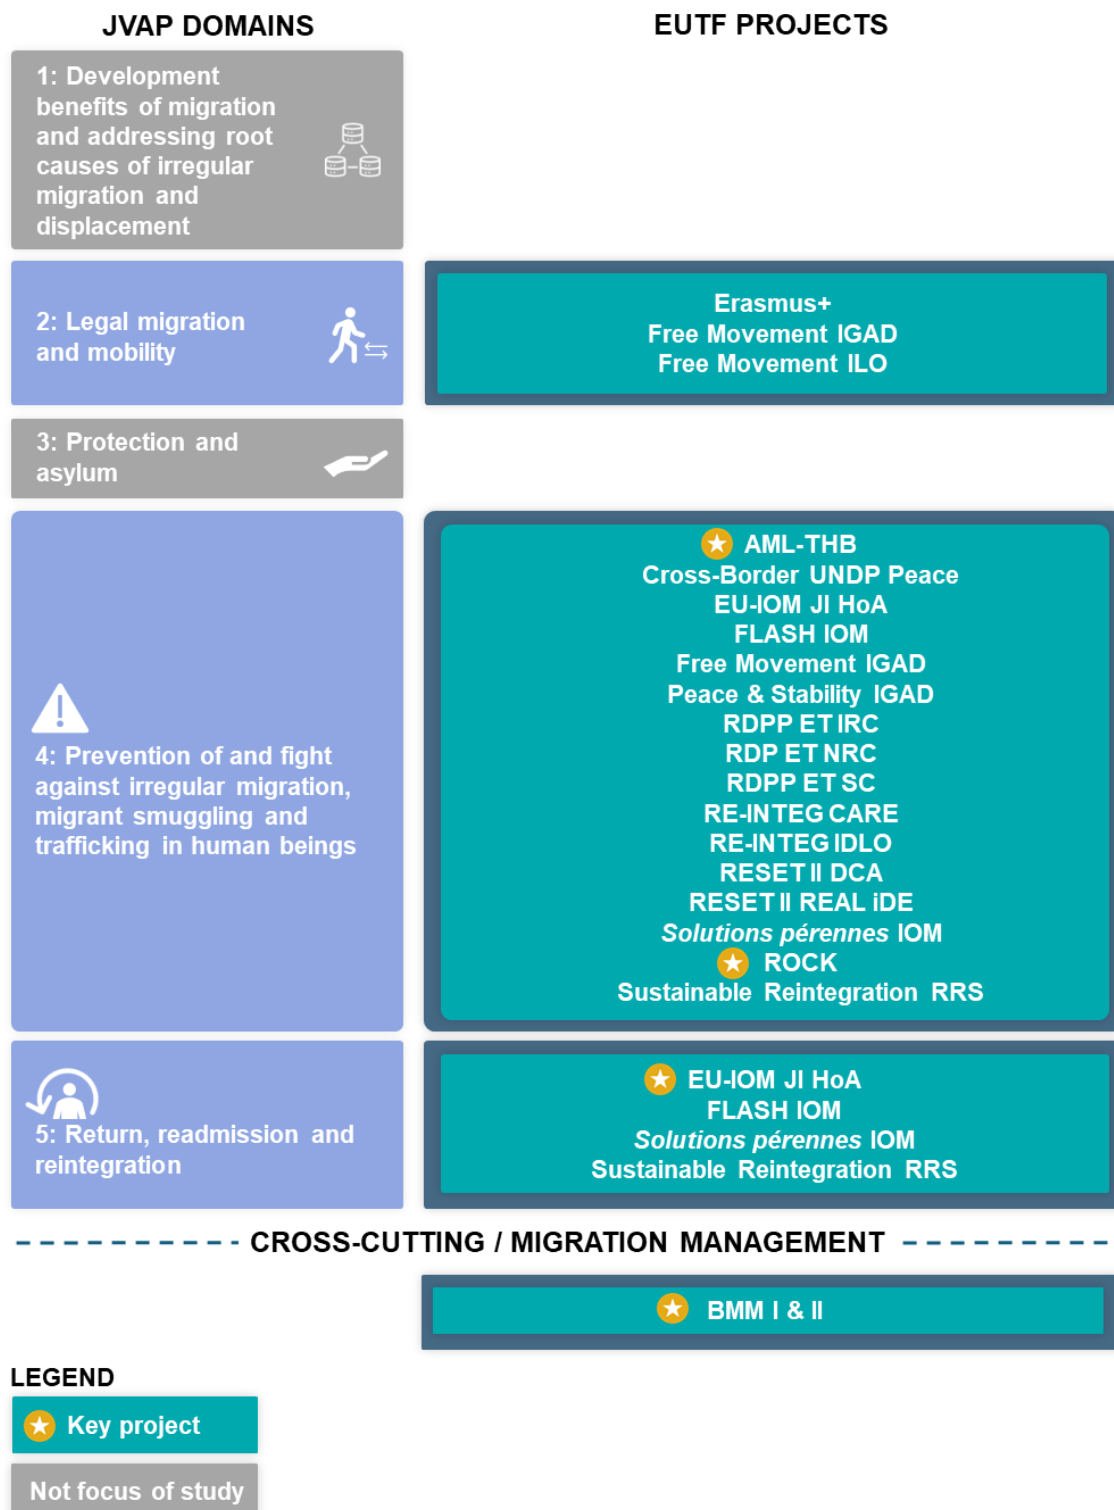 JVAP DOMAINS
EUTF PROJECTS
1: Development
benefits of migration
and addressing root
causes of irregular
migration and
displacement
2: Legal migration
and mobility
Erasmus+
Free Movement IGAD
Free Movement ILO
3: Protection and
asylum
4: Prevention of and fight
against irregular migration,
migrant smuggling and
trafficking in human beings
AML-THB
Cross-Border UNDP Peace
EU-IOM JI HoA
FLASH IOM
Free Movement IGAD
Peace & Stability IGAD
RDPP ET IRC
RDP ET NRC
RDPP ET SC
RE-INTEG CARE
RE-INTEG IDLO
RESET II DCA
RESET II REAL iDE
Solutions pérennes IOM
ROCK
Sustainable Reintegration RRS
5: Return, readmission and
reintegration
EU-IOM JI HoA
FLASH IOM
Solutions pérennes IOM
Sustainable Reintegration RRS
CROSS-CUTTING / MIGRATION MANAGEMENT
BMM I & II
LEGEND
Key project
Not focus of study